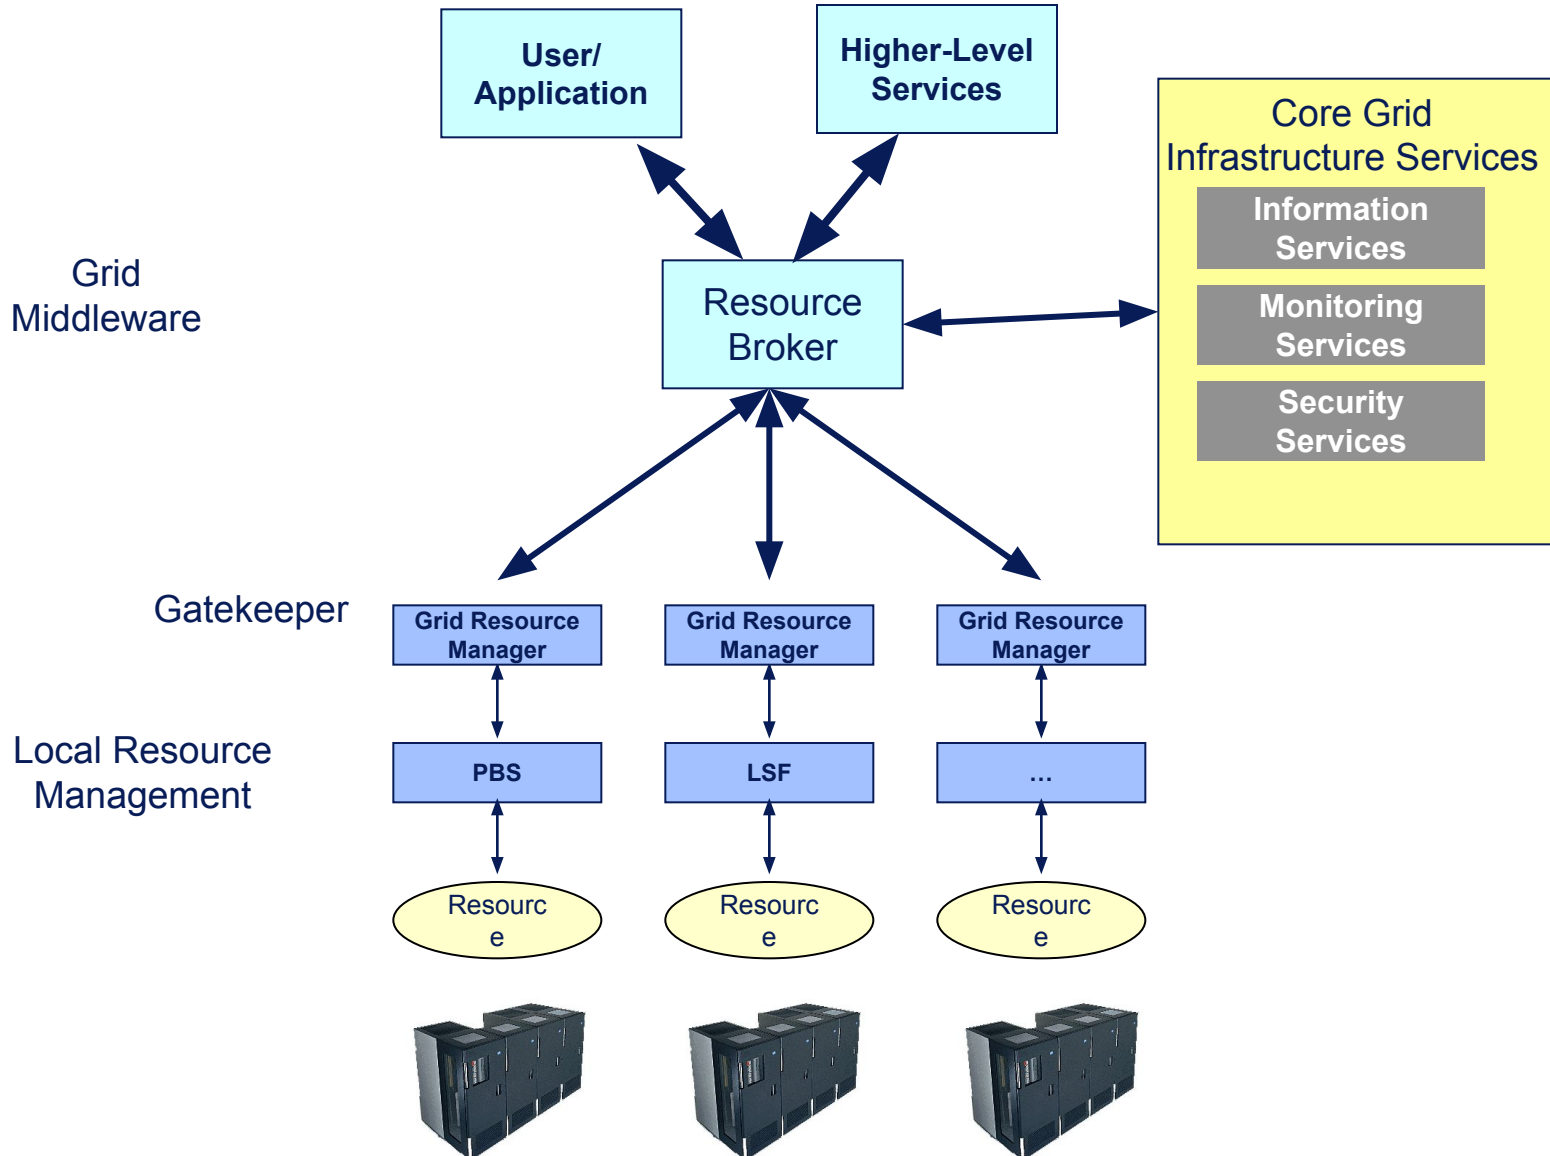 User/
Application
Higher-Level
Services
Core Grid
Infrastructure Services
Information
Services
Monitoring
Services
Security
Services
Grid
Middleware
Resource
Broker
Gatekeeper
Grid Resource
Manager
Grid Resource
Manager
Grid Resource
Manager
Local Resource
Management
PBS
LSF
...
Resourc
e
Resourc
e
Resourc
e